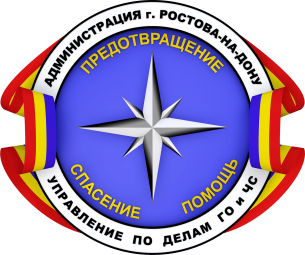 АДМИНИСТРАЦИЯ г. РОСТОВА-НА-ДОНУ
ПРЕДОТВРАЩЕНИЕ
СПАСЕНИЕ
ПОМОЩЬ
УПРАВЛЕНИЕ ПО ДЕЛАМ ГО и ЧС